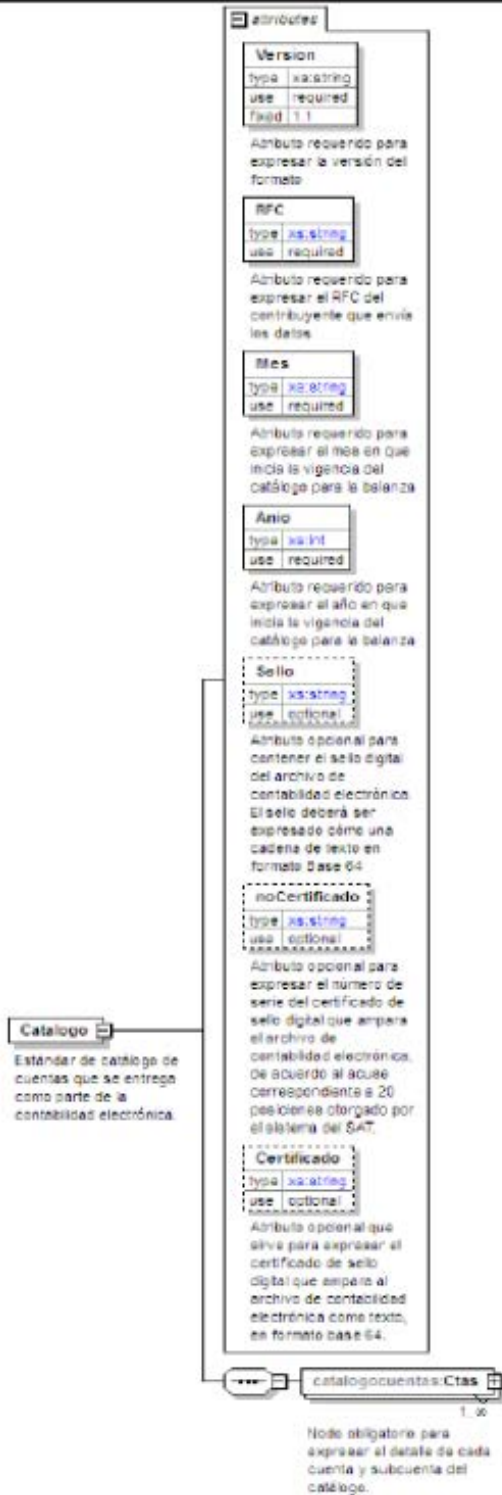 attributes
Version
type xs:string
use required
fixed 1.1
Atributo requerido para
expresar la versión del
formato
RFC
type xs:string
use required
Atributo requerido para
expresar el RFC del
contribuyente que envía
los datos
Mes
type xs:string
use required
Atributo requerido para
expresar el mes en que
inicia la vigencia del
catálogo para la balanza
Anio
type xs:int
use required
Atributo requerido para
expresar el año en que
inicia la vigencia del
catálogo para la balanza
Sello
type xs:string
use optional
Atributo opcional para
contener el sello digital
del archivo de
contabilidad electrónica.
El sello deberá ser
expresado cómo una
cadena de texto en
formato Base 64
noCertificado
type xs:string
use optional
Atributo opcional para
expresar el número de
serie del certificado de
sello digital que ampara
el archivo de
contabilidad electrónica,
de acuerdo al acuse
correspondiente a 20
posiciones otorgado por
el sistema del SAT.
Certificado
type xs:string
use optional
Atributo opcional que
sirve para expresar el
certificado de sello
digital que ampara al
archivo de contabilidad
electrónica como texto,
en formato base 64.
Catalogo
Estándar de catálogo de
cuentas que se entrega
como parte de la
contabilidad electrónica.
catalogocuentas:Ctas
1..∞
Nodo obligatorio para
expresar el detalle de cada
cuenta y subcuenta del
catálogo.